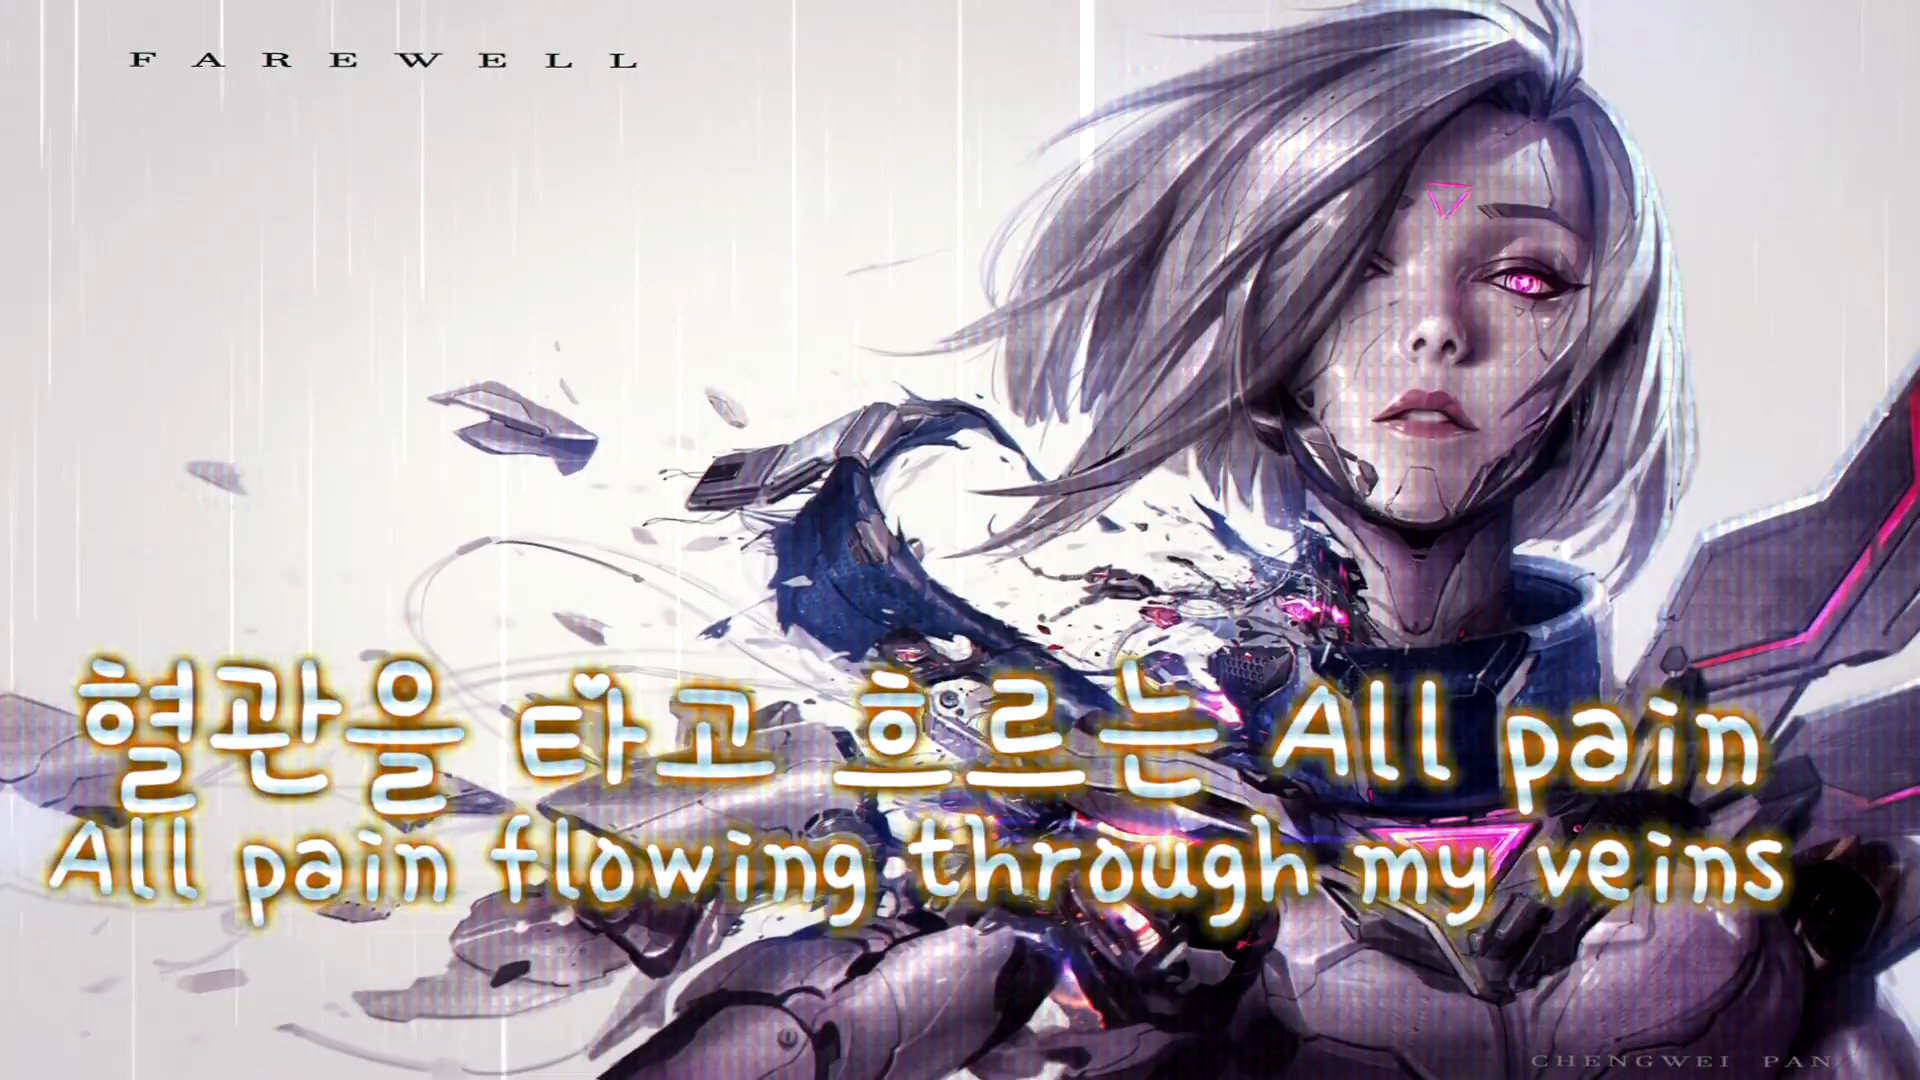 FAREWELL
혈관을 타고 흐르는 All pain
All pain flowing through my veins
CHENGWEI PAN